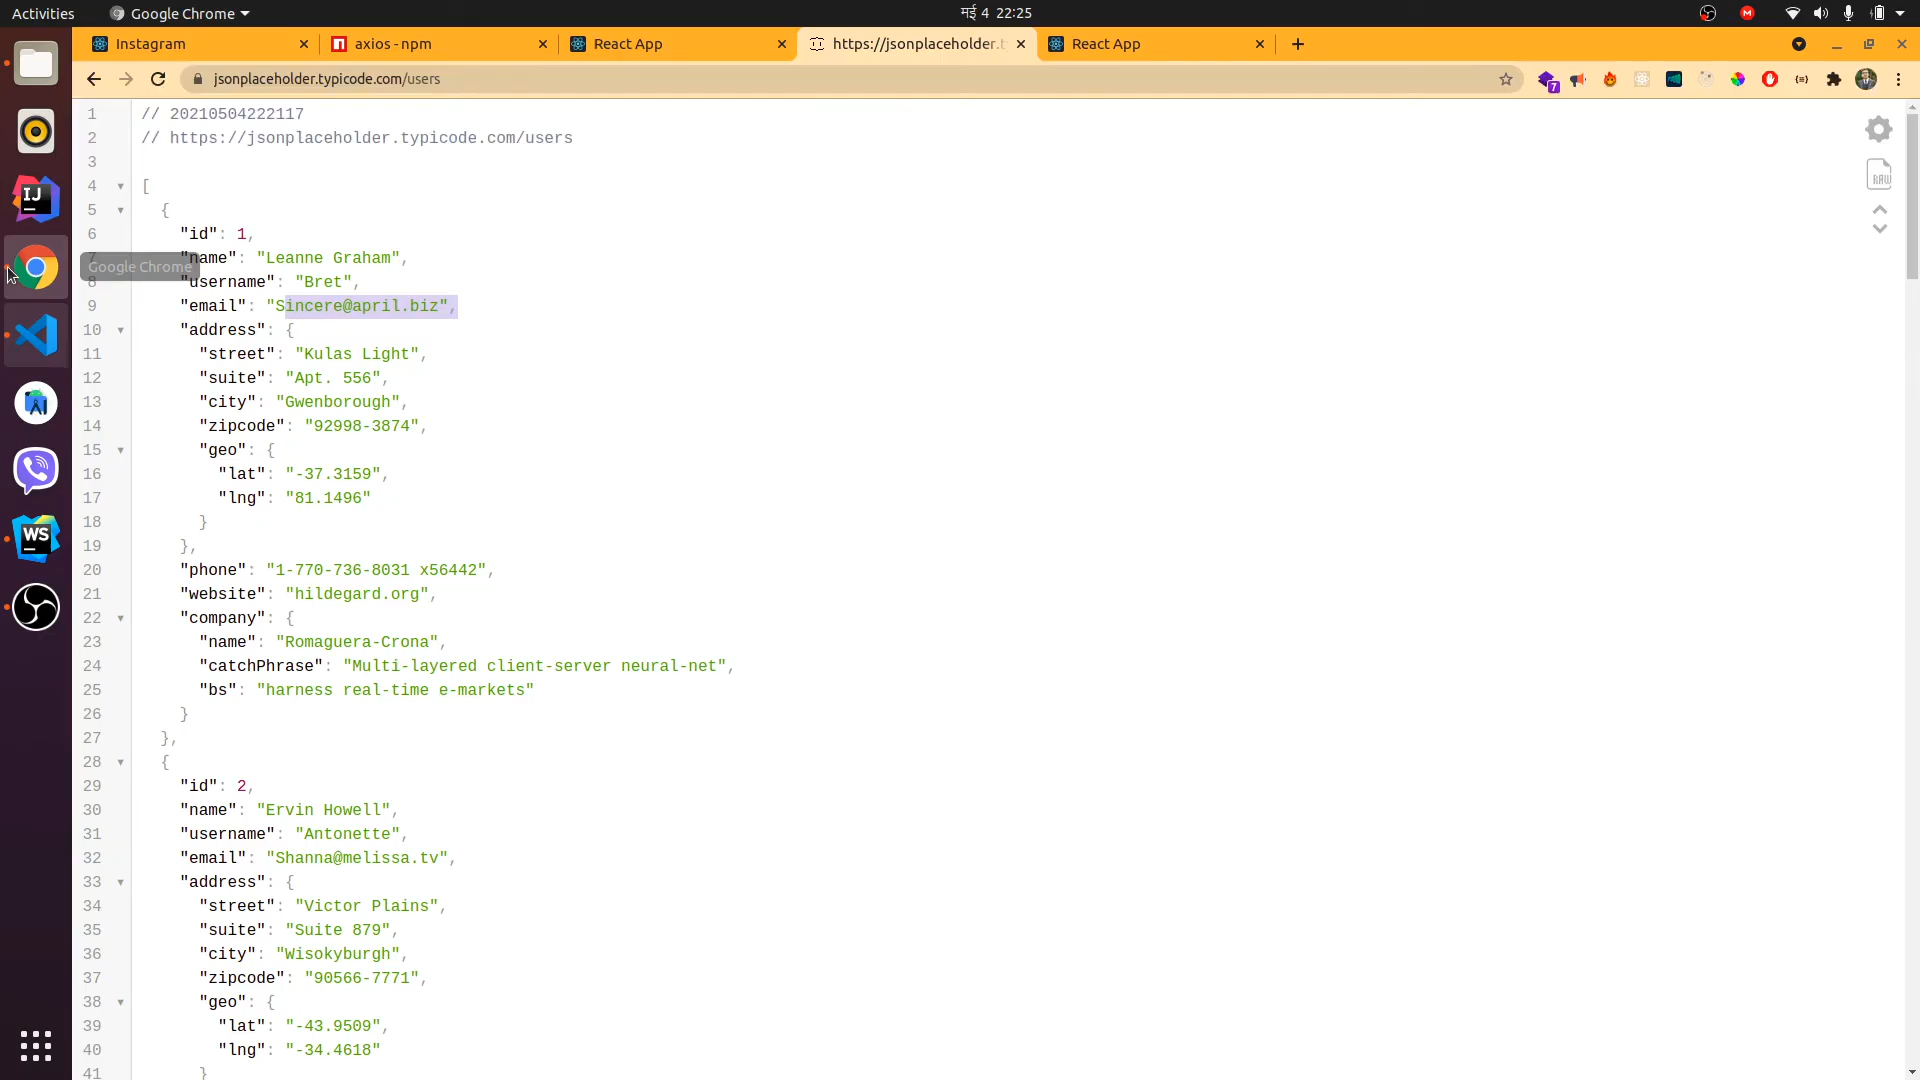 Activities
Google Chrome
मई 4 22:25
Instagram
axios - npm
React App
https://jsonplaceholder.t
React App
jsonplaceholder.typicode.com/users
7
IJ
Google Chrome
WS
RAW
1 // 20210504222117
2 // https://jsonplaceholder.typicode.com/users
3
4 [
5 {
6 "id": 1,
7 "name": "Leanne Graham",
8 "username": "Bret",
9 "email": "Sincere@april.biz",
10 "address": {
11 "street": "Kulas Light",
12 "suite": "Apt. 556",
13 "city": "Gwenborough",
14 "zipcode": "92998-3874",
15 "geo": {
16 "lat": "-37.3159",
17 "lng": "81.1496"
18 }
19 },
20 "phone": "1-770-736-8031 x56442",
21 "website": "hildegard.org",
22 "company": {
23 "name": "Romaguera-Crona",
24 "catchPhrase": "Multi-layered client-server neural-net",
25 "bs": "harness real-time e-markets"
26 }
27 },
28 {
29 "id": 2,
30 "name": "Ervin Howell",
31 "username": "Antonette",
32 "email": "Shanna@melissa.tv",
33 "address": {
34 "street": "Victor Plains",
35 "suite": "Suite 879",
36 "city": "Wisokyburgh",
37 "zipcode": "90566-7771",
38 "geo": {
39 "lat": "-43.9509",
40 "lng": "-34.4618"
41 }